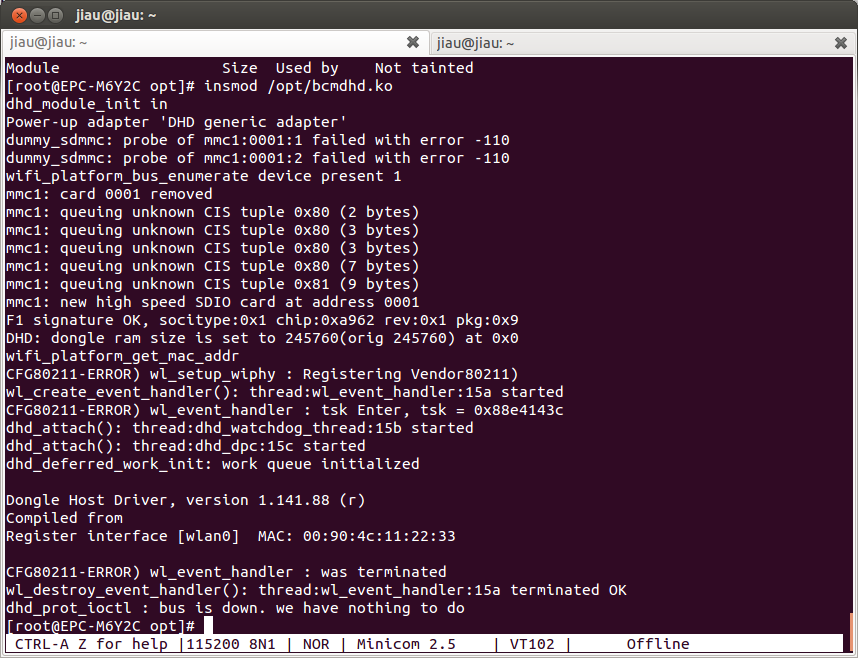 jiau@jiau: ~
jiau@jiau: ~ jiau@jiau: ~
Module Size Used by Not tainted
[root@EPC-M6Y2C opt]# insmod /opt/bcmdhd.ko
dhd_module_init in
Power-up adapter 'DHD generic adapter'
dummy_sdmmc: probe of mmc1:0001:1 failed with error -110
dummy_sdmmc: probe of mmc1:0001:2 failed with error -110
wifi_platform_bus_enumerate device present 1
mmc1: card 0001 removed
mmc1: queuing unknown CIS tuple 0x80 (2 bytes)
mmc1: queuing unknown CIS tuple 0x80 (3 bytes)
mmc1: queuing unknown CIS tuple 0x80 (3 bytes)
mmc1: queuing unknown CIS tuple 0x80 (7 bytes)
mmc1: queuing unknown CIS tuple 0x81 (9 bytes)
mmc1: new high speed SDIO card at address 0001
F1 signature OK, socitype:0x1 chip:0xa962 rev:0x1 pkg:0x9
DHD: dongle ram size is set to 245760(orig 245760) at 0x0
wifi_platform_get_mac_addr
CFG80211-ERROR) wl_setup_wiphy : Registering Vendor80211)
wl_create_event_handler(): thread:wl_event_handler:15a started
CFG80211-ERROR) wl_event_handler : tsk Enter, tsk = 0x88e4143c
dhd_attach(): thread:dhd_watchdog_thread:15b started
dhd_attach(): thread:dhd_dpc:15c started
dhd_deferred_work_init: work queue initialized
Dongle Host Driver, version 1.141.88 (r)
Compiled from
Register interface [wlan0] MAC: 00:90:4c:11:22:33
CFG80211-ERROR) wl_event_handler : was terminated
wl_destroy_event_handler(): thread:wl_event_handler:15a terminated OK
dhd_prot_ioctl : bus is down. we have nothing to do
[root@EPC-M6Y2C opt]#
CTRL-A Z for help |115200 8N1 | NOR | Minicom 2.5 | VT102 | Offline